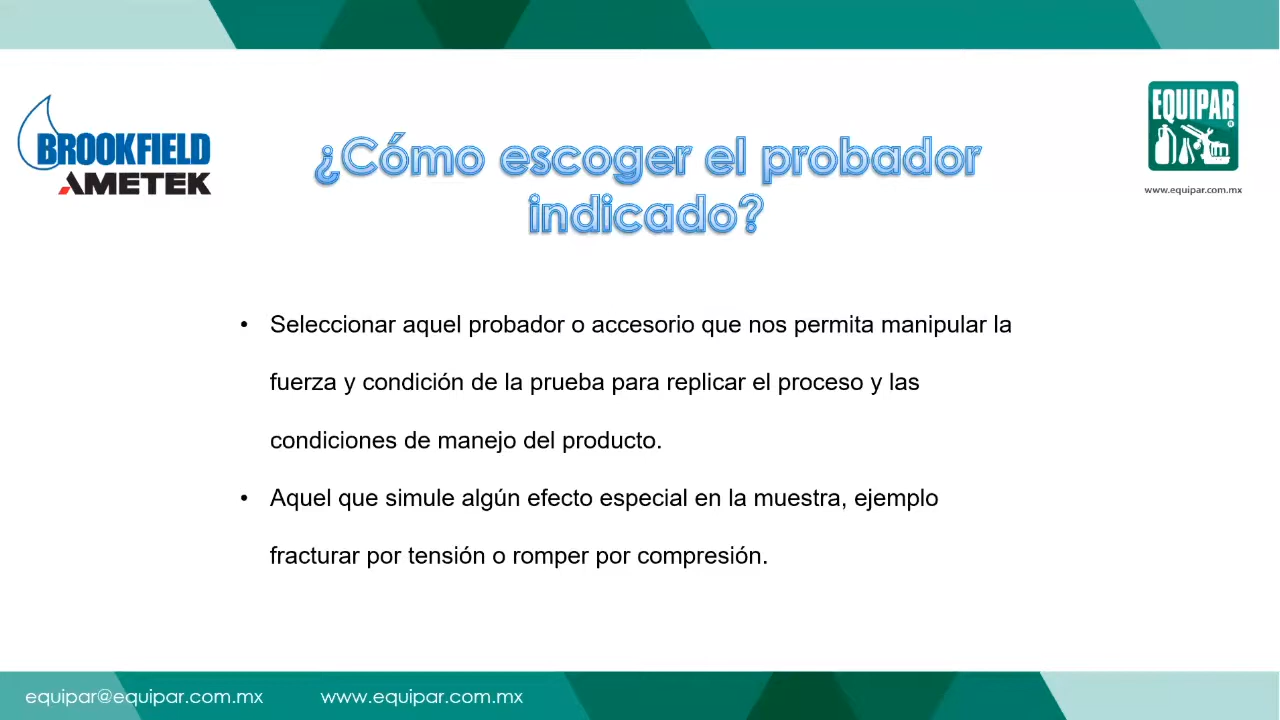 BROOKFIELD
AMETEK
EQUIPAR
www.equipar.com.mx
¿Cómo escoger el probador
indicado?
• Seleccionar aquel probador o accesorio que nos permita manipular la
fuerza y condición de la prueba para replicar el proceso y las
condiciones de manejo del producto.
• Aquel que simule algún efecto especial en la muestra, ejemplo
fracturar por tensión o romper por compresión.
equipar@equipar.com.mx www.equipar.com.mx